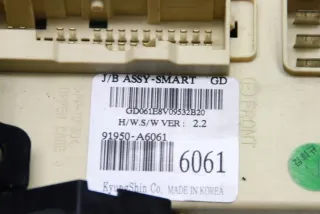 J/B ASSY-SMART GD
GD061E8V09532B20
H/W.S/W VER : 2.2
91950-A6061
6061
KyungShin Co. MADE IN KOREA
FRONT